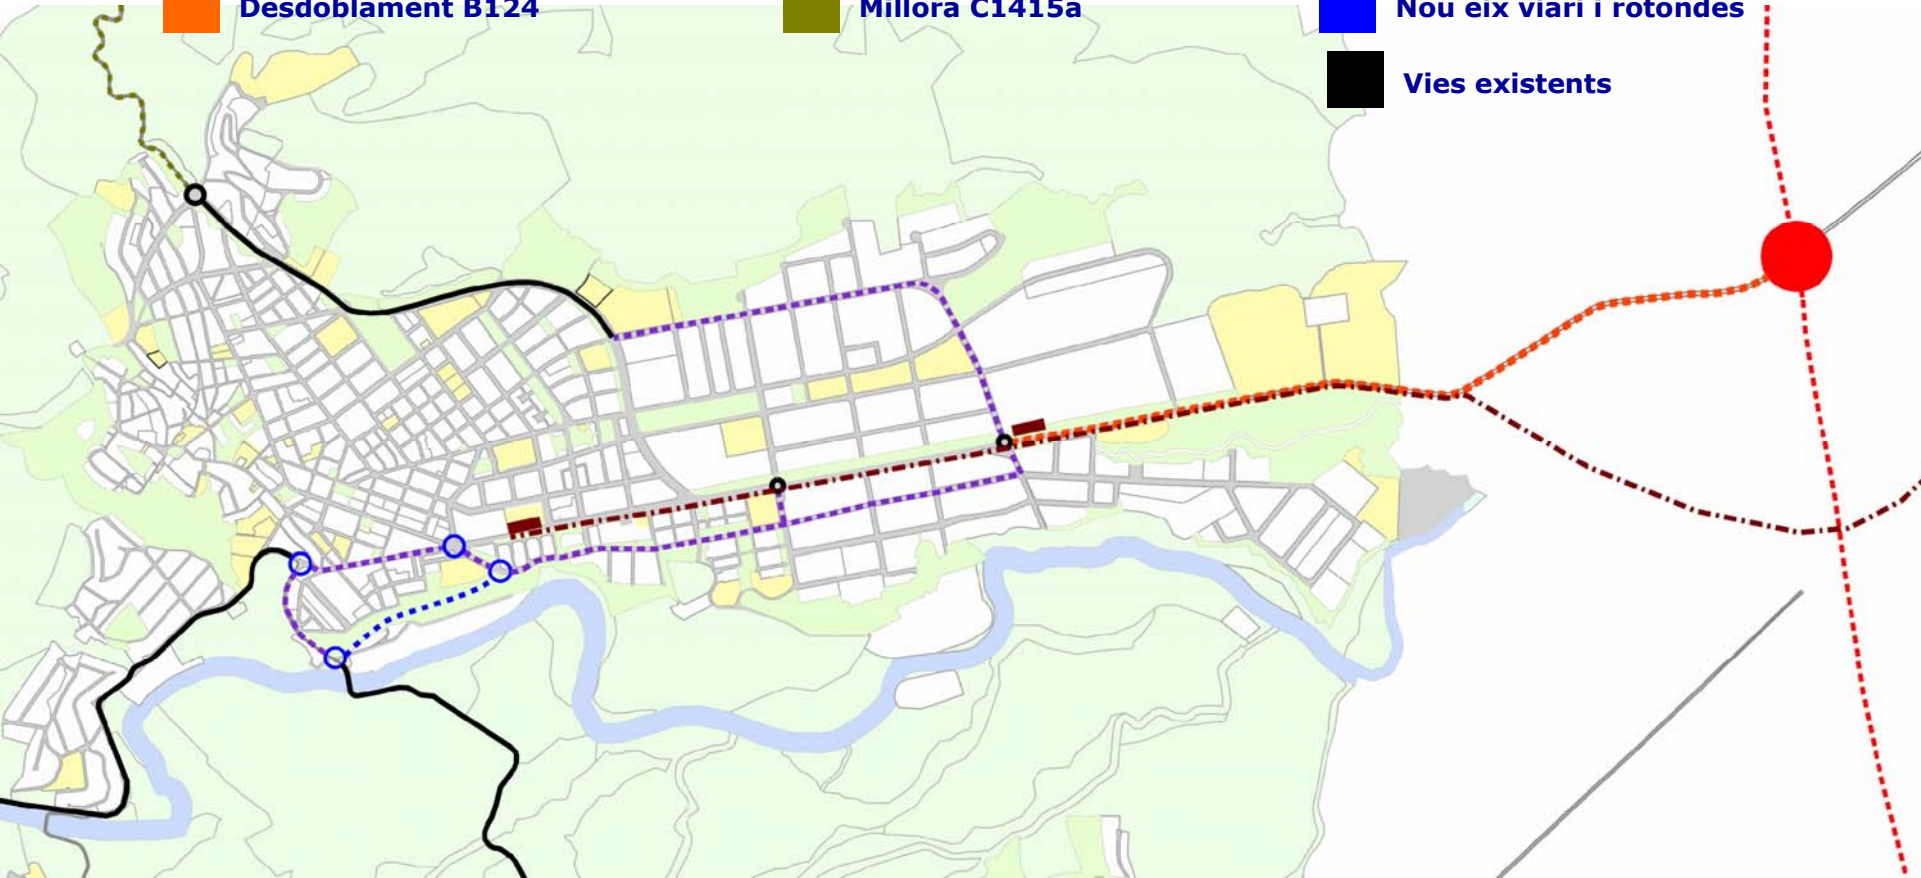 Desdoblament B124
Millora C1415a
Nou eix viari i rotondes
Vies existents